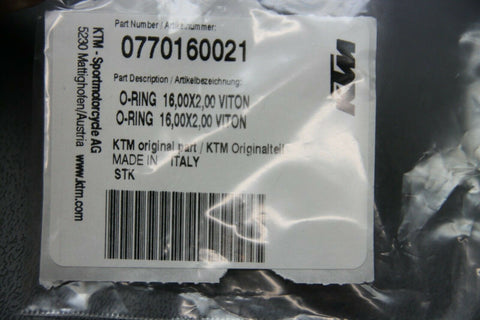 Part Number / Artikelnummer:
0770160021
Part Description / Artikelbezeichnung:
O-RING 16,00X2,00 VITON
O-RING 16,00X2,00 VITON
KTM original part / KTM Originalteil
MADE IN ITALY
STK
KTM - Sportmotorcycle AG
5230 Mattighofen/Austria www.ktm.com
KTM